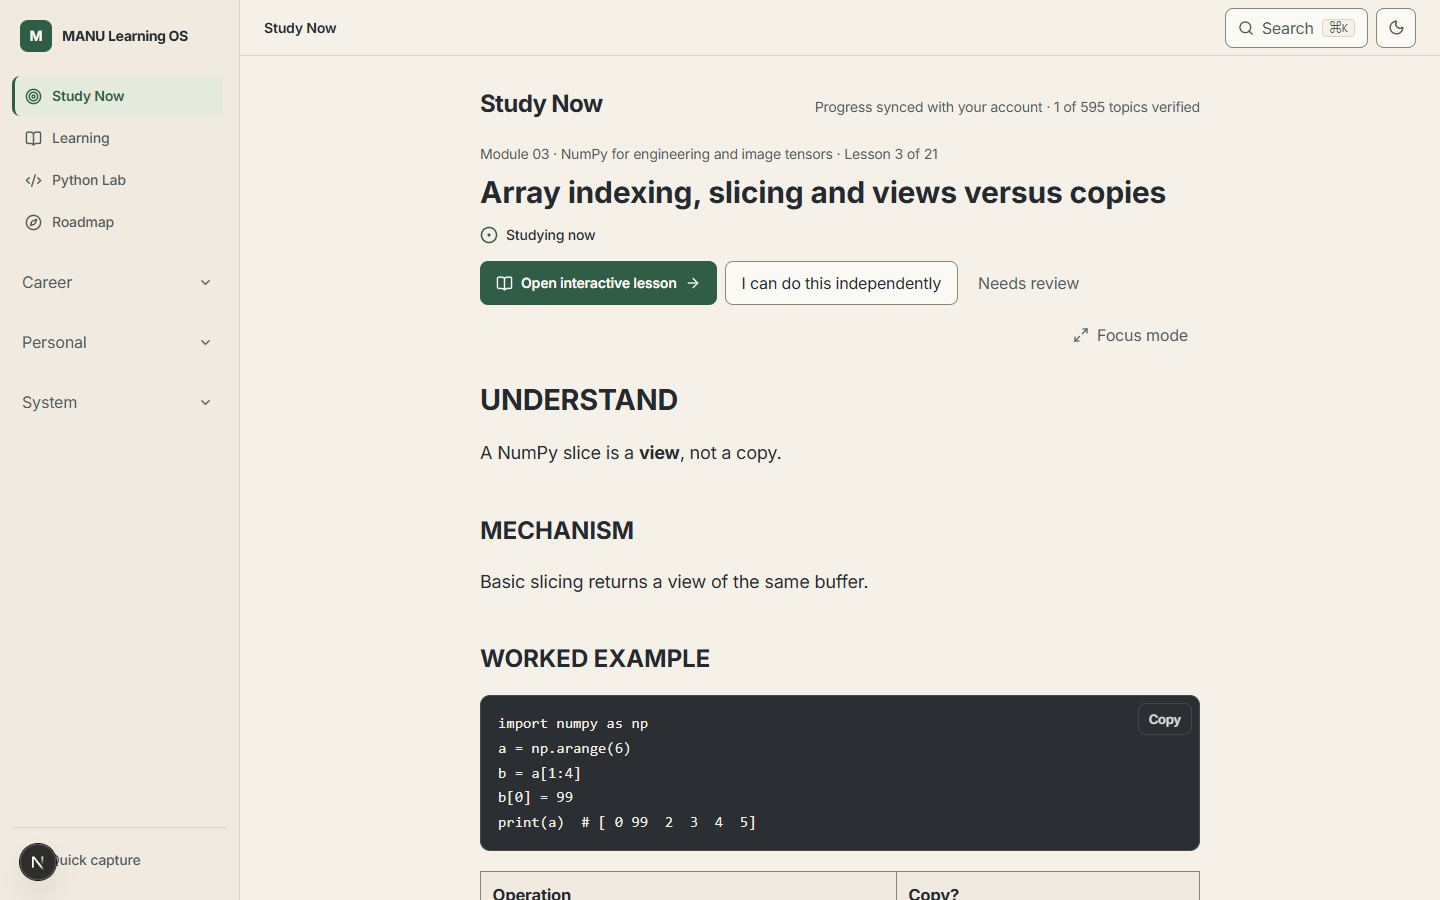 M MANU Learning OS
Study Now
Learning
Python Lab
Roadmap
Career
Personal
System
Quick capture
N
Study Now
Search ⌘K
Study Now
Progress synced with your account · 1 of 595 topics verified
Module 03 · NumPy for engineering and image tensors · Lesson 3 of 21
Array indexing, slicing and views versus copies
Studying now
Open interactive lesson →
I can do this independently
Needs review
Focus mode
UNDERSTAND
A NumPy slice is a view, not a copy.
MECHANISM
Basic slicing returns a view of the same buffer.
WORKED EXAMPLE
Copy
import numpy as np
a = np.arange(6)
b = a[1:4]
b[0] = 99
print(a)  # [ 0 99  2  3  4  5]
Operation
Copy?